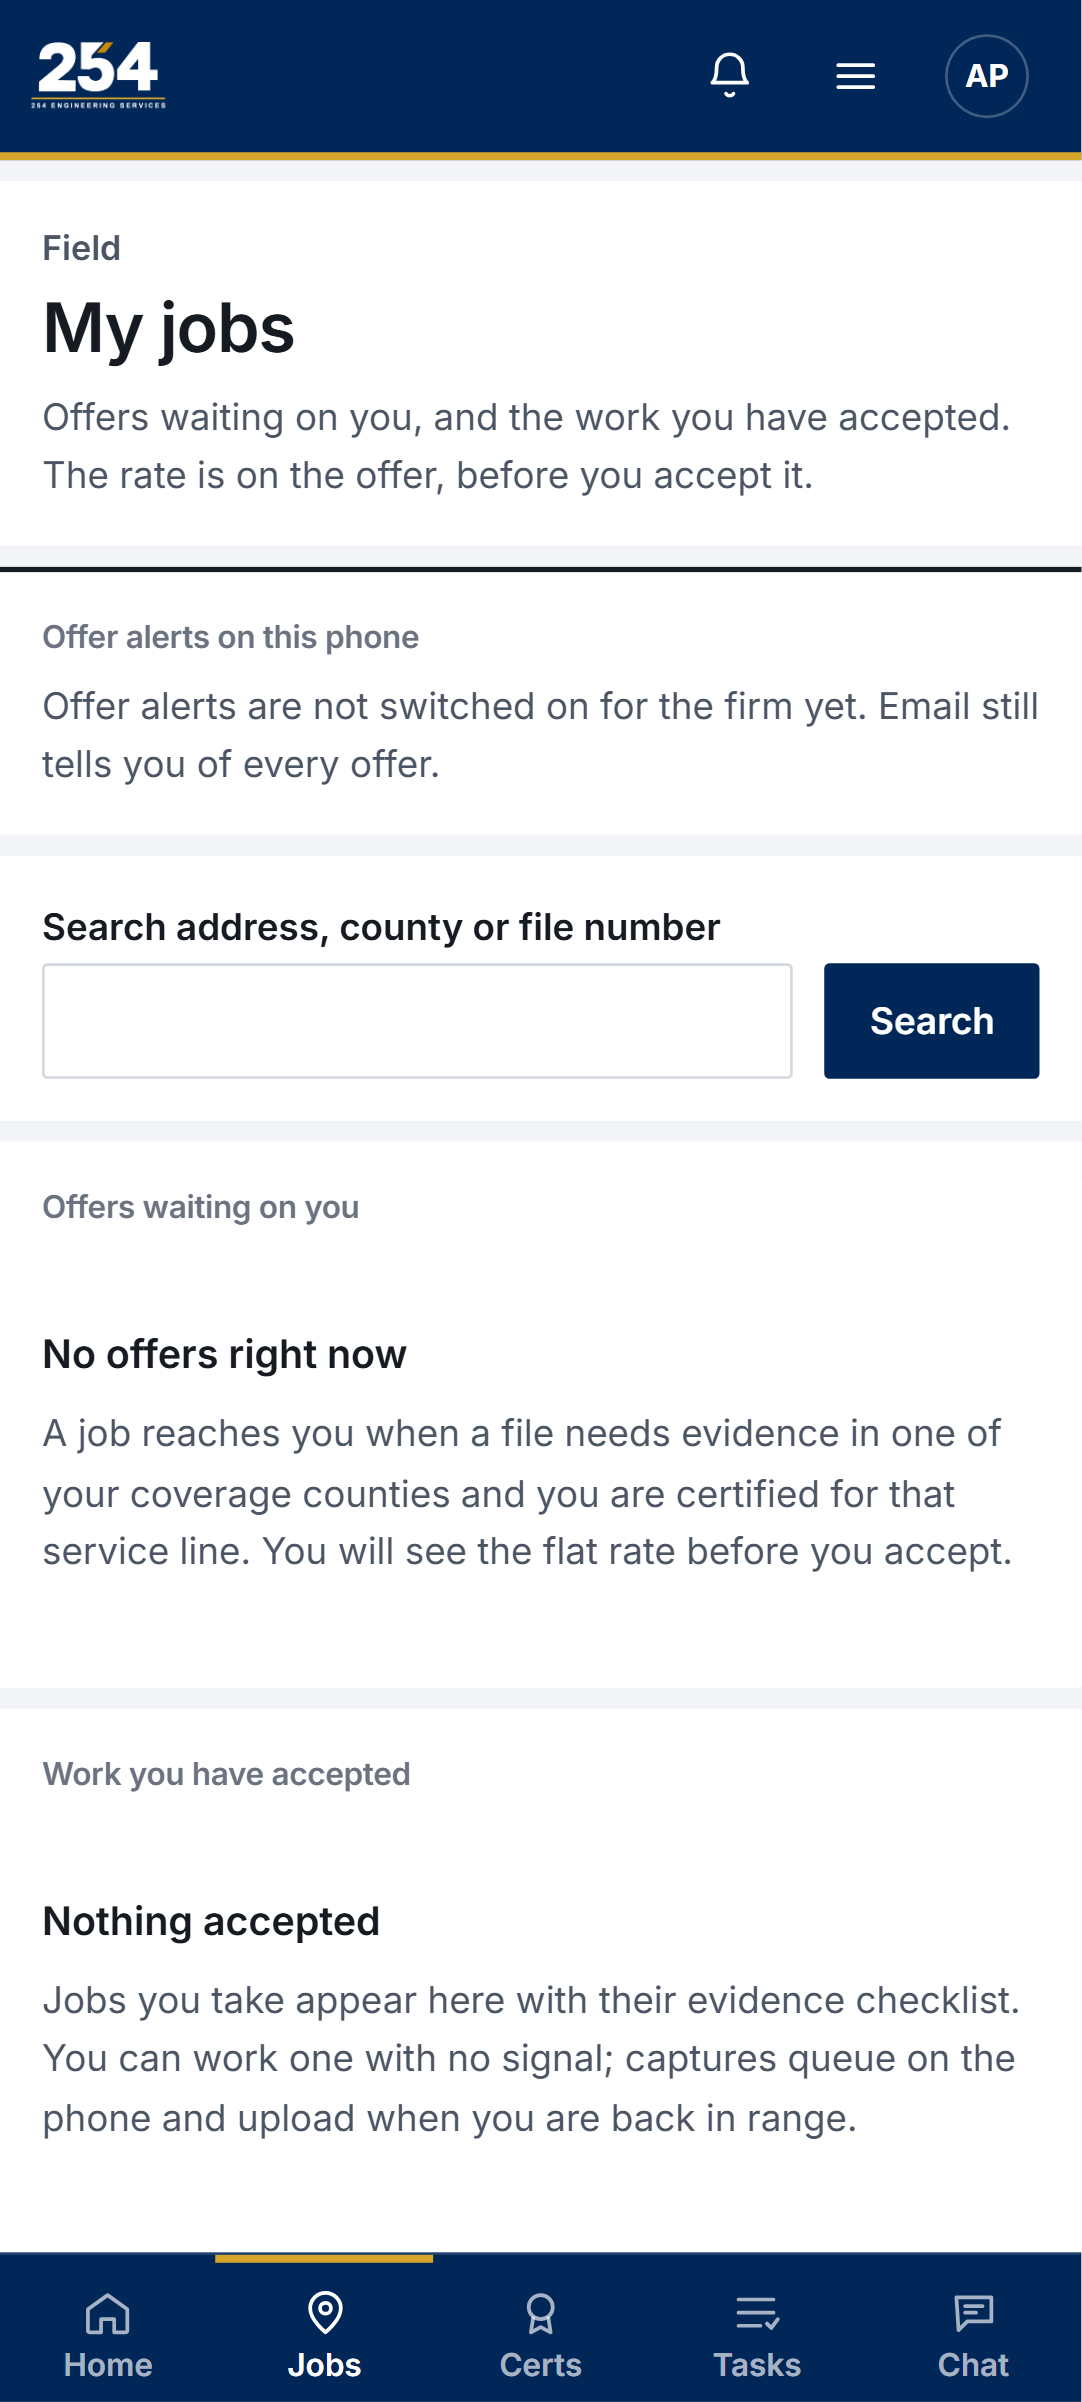 254
254 ENGINEERING SERVICES
AP
Field
My jobs
Offers waiting on you, and the work you have accepted.
The rate is on the offer, before you accept it.
Offer alerts on this phone
Offer alerts are not switched on for the firm yet. Email still
tells you of every offer.
Search address, county or file number
Search
Offers waiting on you
No offers right now
A job reaches you when a file needs evidence in one of
your coverage counties and you are certified for that
service line. You will see the flat rate before you accept.
Work you have accepted
Nothing accepted
Jobs you take appear here with their evidence checklist.
You can work one with no signal; captures queue on the
phone and upload when you are back in range.
Home
Jobs
Certs
Tasks
Chat